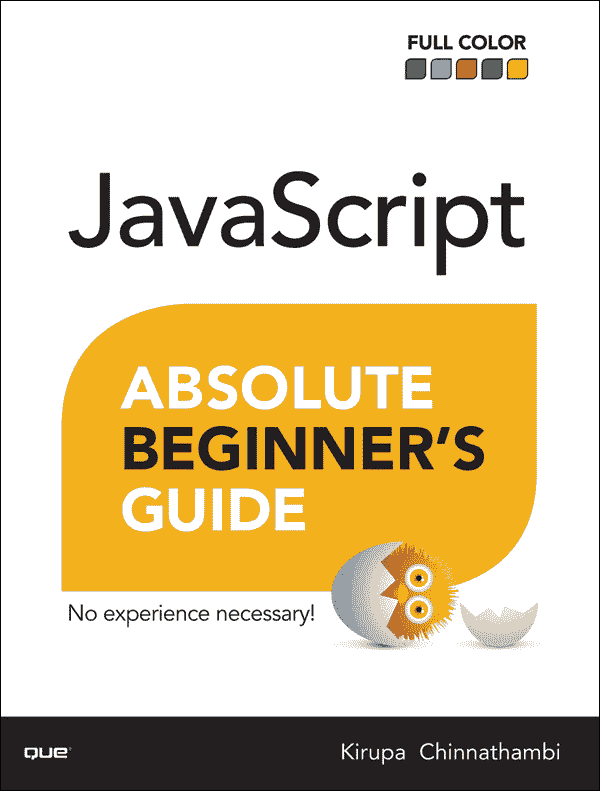 FULL COLOR
JavaScript
ABSOLUTE
BEGINNER'S
GUIDE
No experience necessary!
que®
Kirupa Chinnathambi